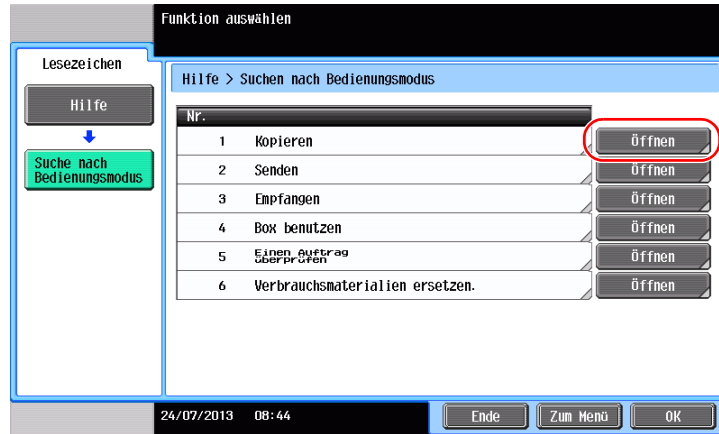 Funktion auswählen
Lesezeichen
Hilfe
Suche nach
Bedienungsmodus
Hilfe > Suchen nach Bedienungsmodus
Nr.
1 Kopieren Öffnen
2 Senden Öffnen
3 Empfangen Öffnen
4 Box benutzen Öffnen
5 Einen Auftrag
überprüfen Öffnen
6 Verbrauchsmaterialien ersetzen. Öffnen
24/07/2013 08:44 Ende Zum Menü OK